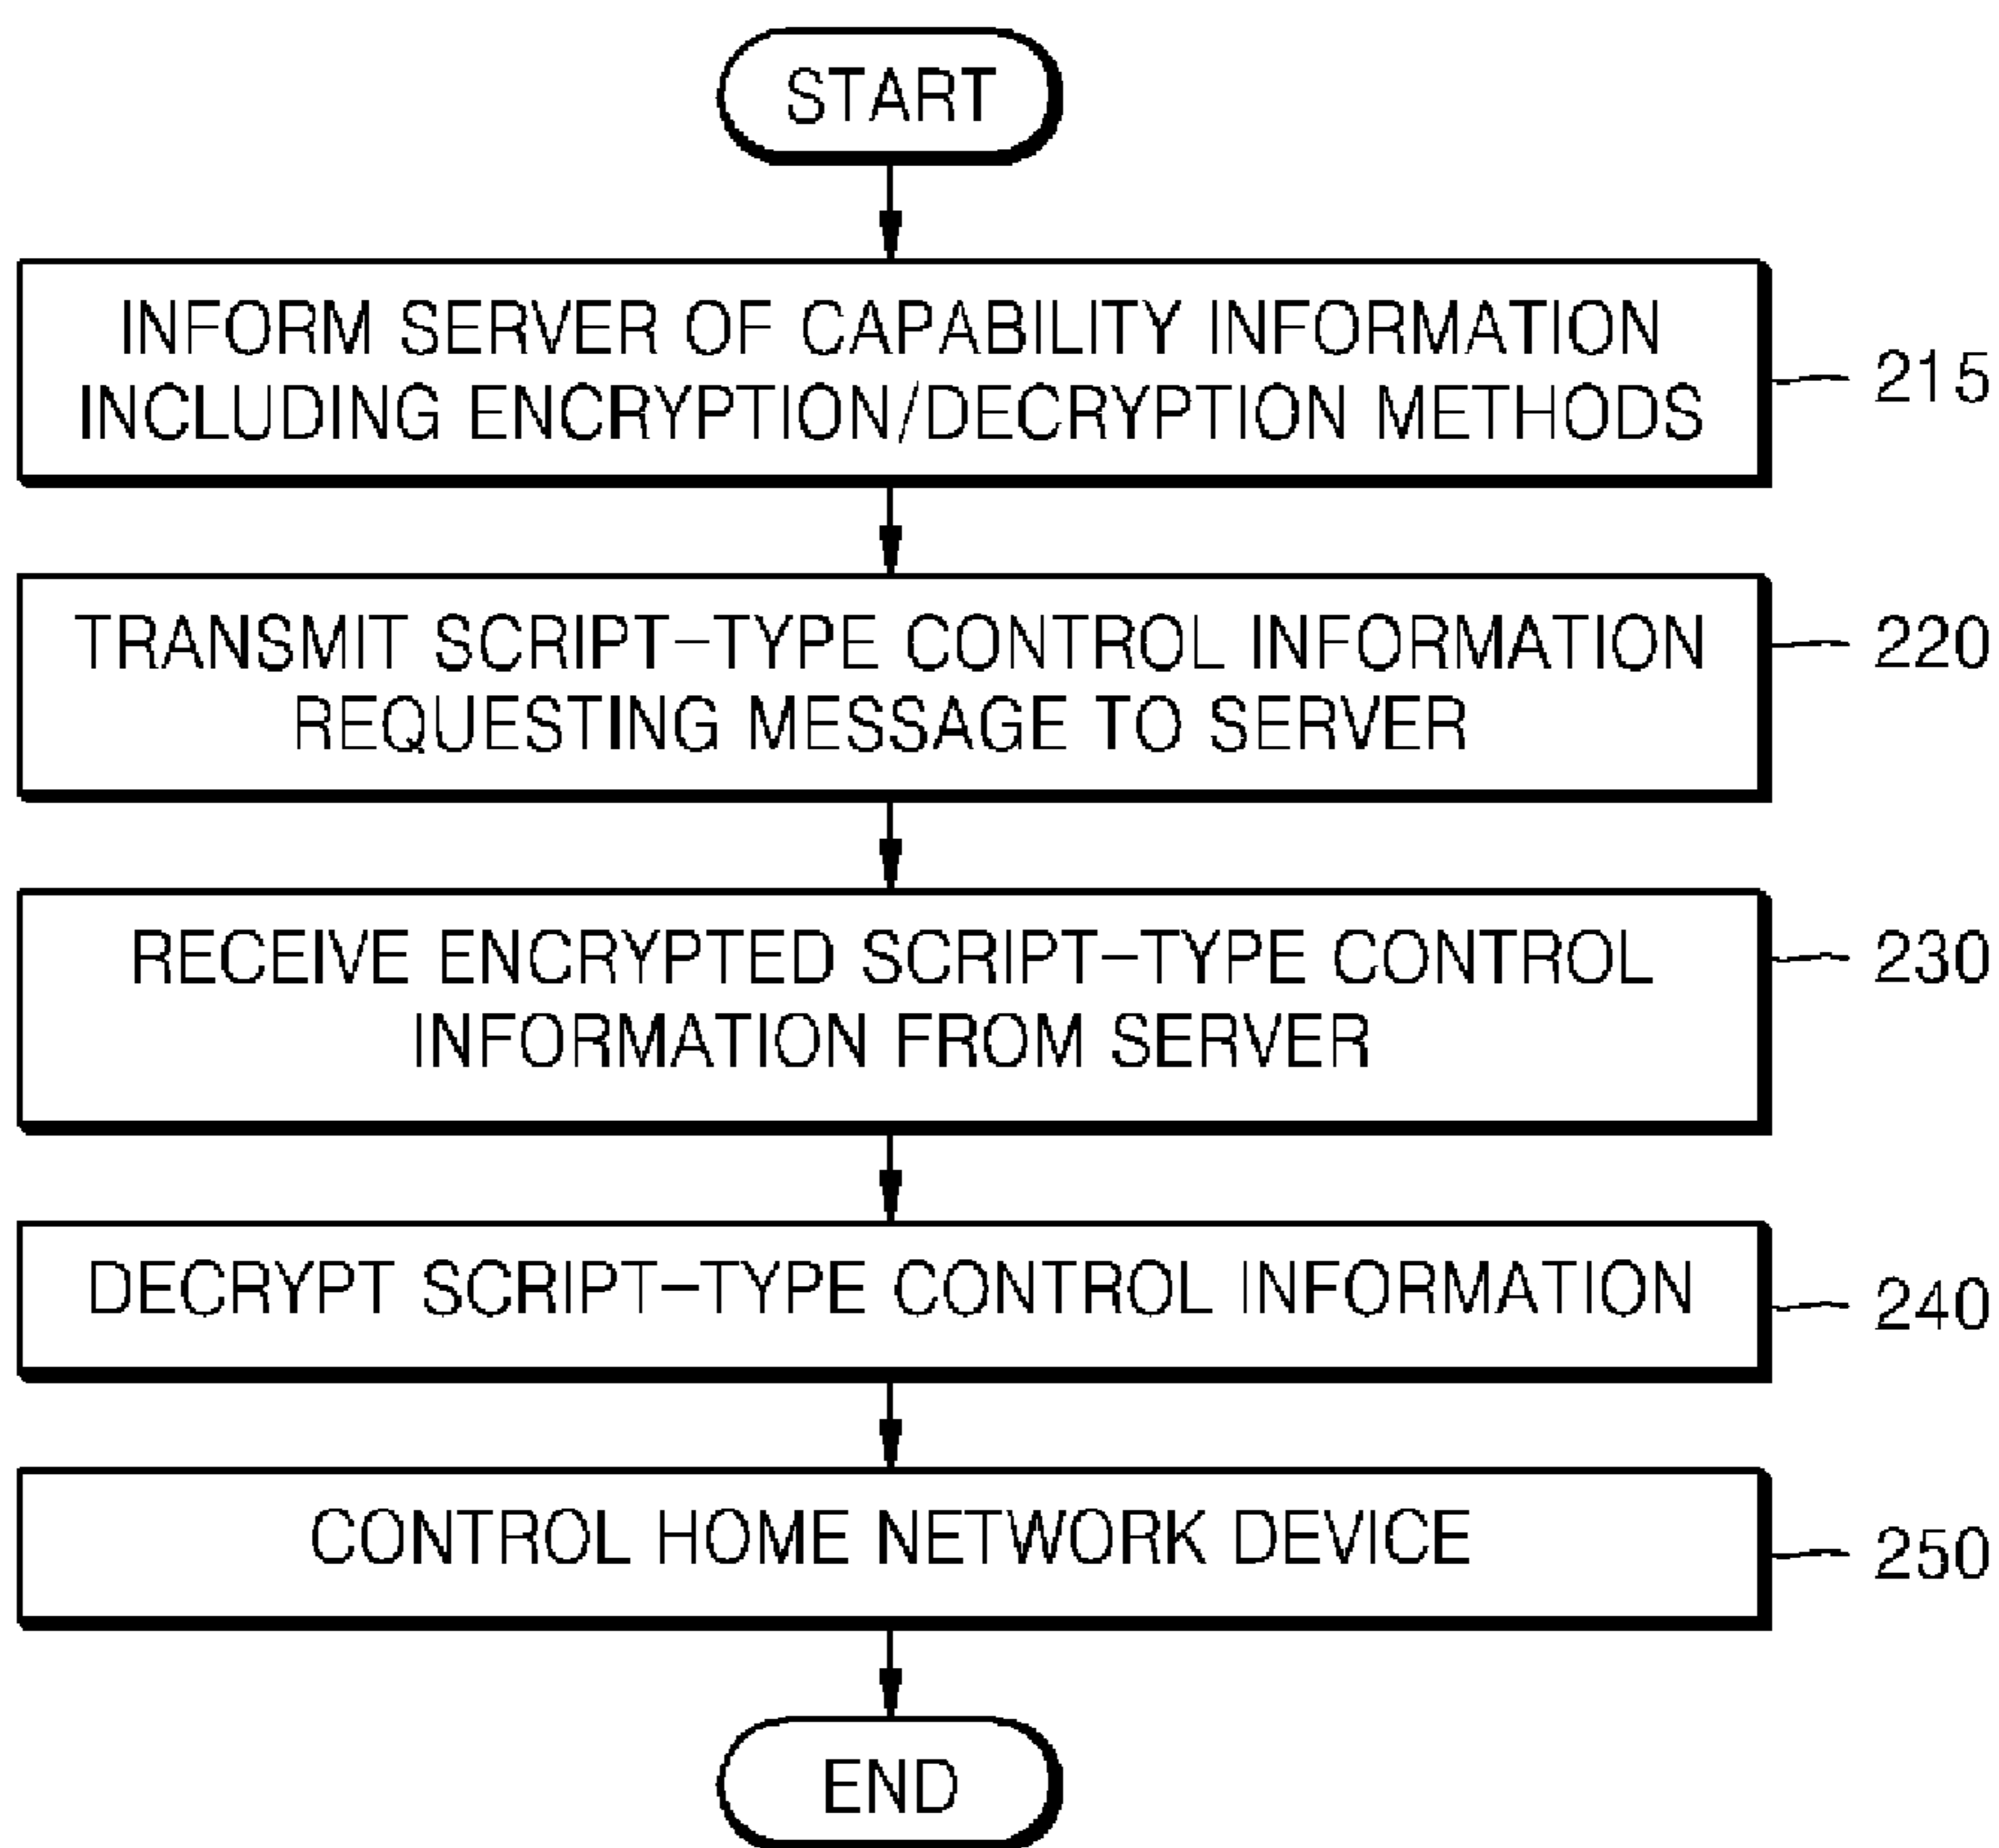 START
INFORM SERVER OF CAPABILITY INFORMATION
INCLUDING ENCRYPTION/DECRYPTION METHODS
215
TRANSMIT SCRIPT-TYPE CONTROL INFORMATION
REQUESTING MESSAGE TO SERVER
220
RECEIVE ENCRYPTED SCRIPT-TYPE CONTROL
INFORMATION FROM SERVER
230
DECRYPT SCRIPT-TYPE CONTROL INFORMATION
240
CONTROL HOME NETWORK DEVICE
250
END